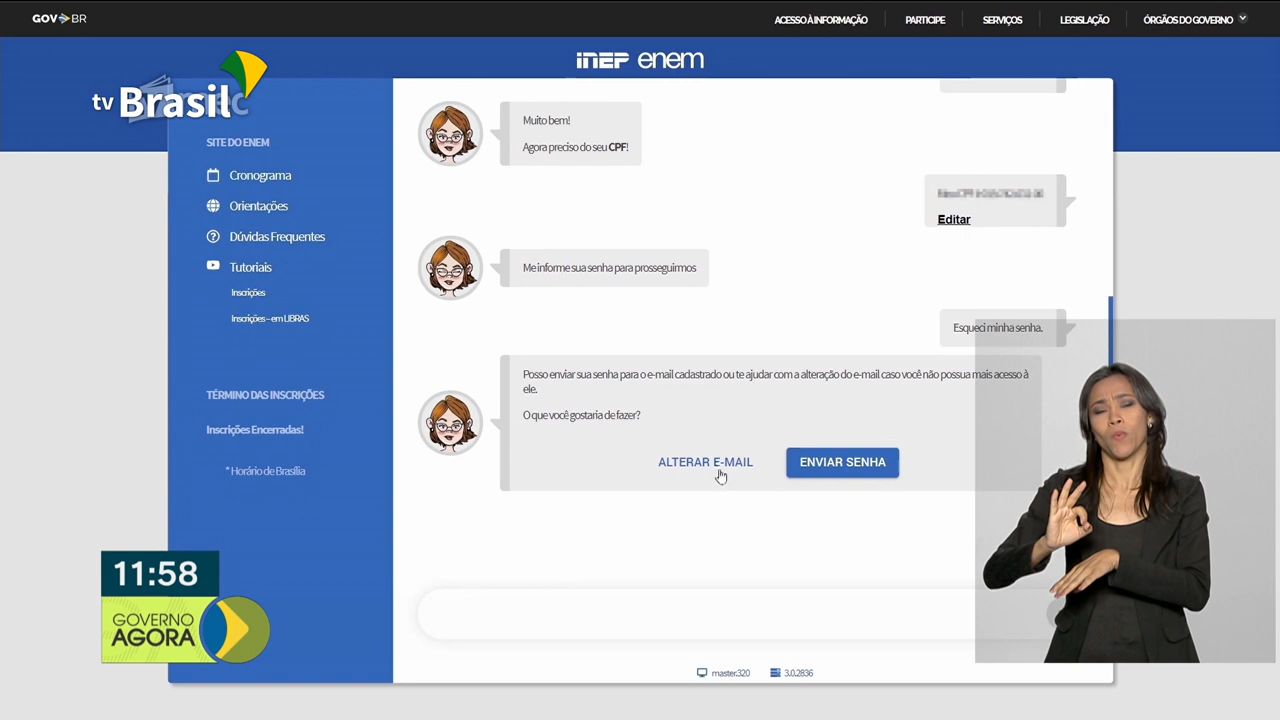 GOV BR
ACESSO À INFORMAÇÃO
PARTICIPE
SERVIÇOS
LEGISLAÇÃO
ÓRGÃOS DO GOVERNO
tv Brasil
INEP enem
SITE DO ENEM
Cronograma
Orientações
Dúvidas Frequentes
Tutoriais
Inscrições
Inscrições – em LIBRAS
TÉRMINO DAS INSCRIÇÕES
Inscrições Encerradas!
* Horário de Brasília
Muito bem!
Agora preciso do seu CPF!
Editar
Me informe sua senha para prosseguirmos
Esqueci minha senha.
Posso enviar sua senha para o e-mail cadastrado ou te ajudar com a alteração do e-mail caso você não possua mais acesso à
ele.
O que você gostaria de fazer?
ALTERAR E-MAIL
ENVIAR SENHA
master.320
3.0.2836
11:58
GOVERNO
AGORA